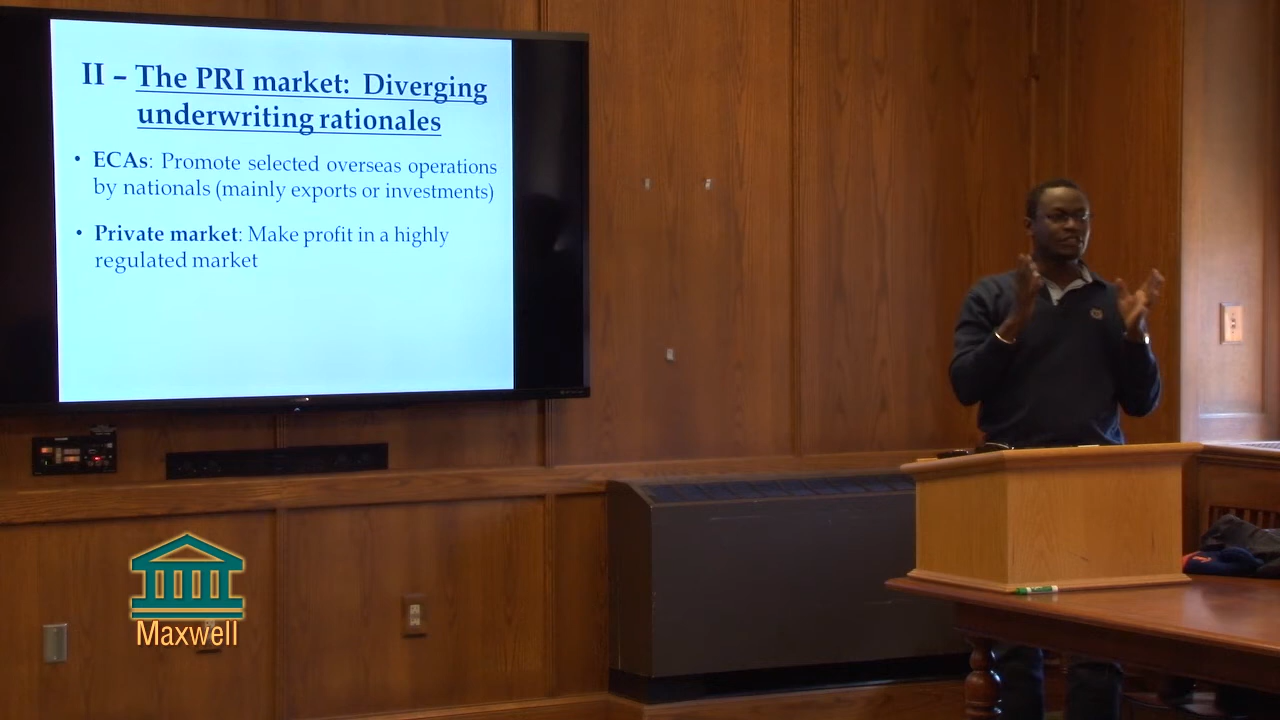 II – The PRI market: Diverging
underwriting rationales
• ECAs: Promote selected overseas operations
by nationals (mainly exports or investments)
• Private market: Make profit in a highly
regulated market
Maxwell